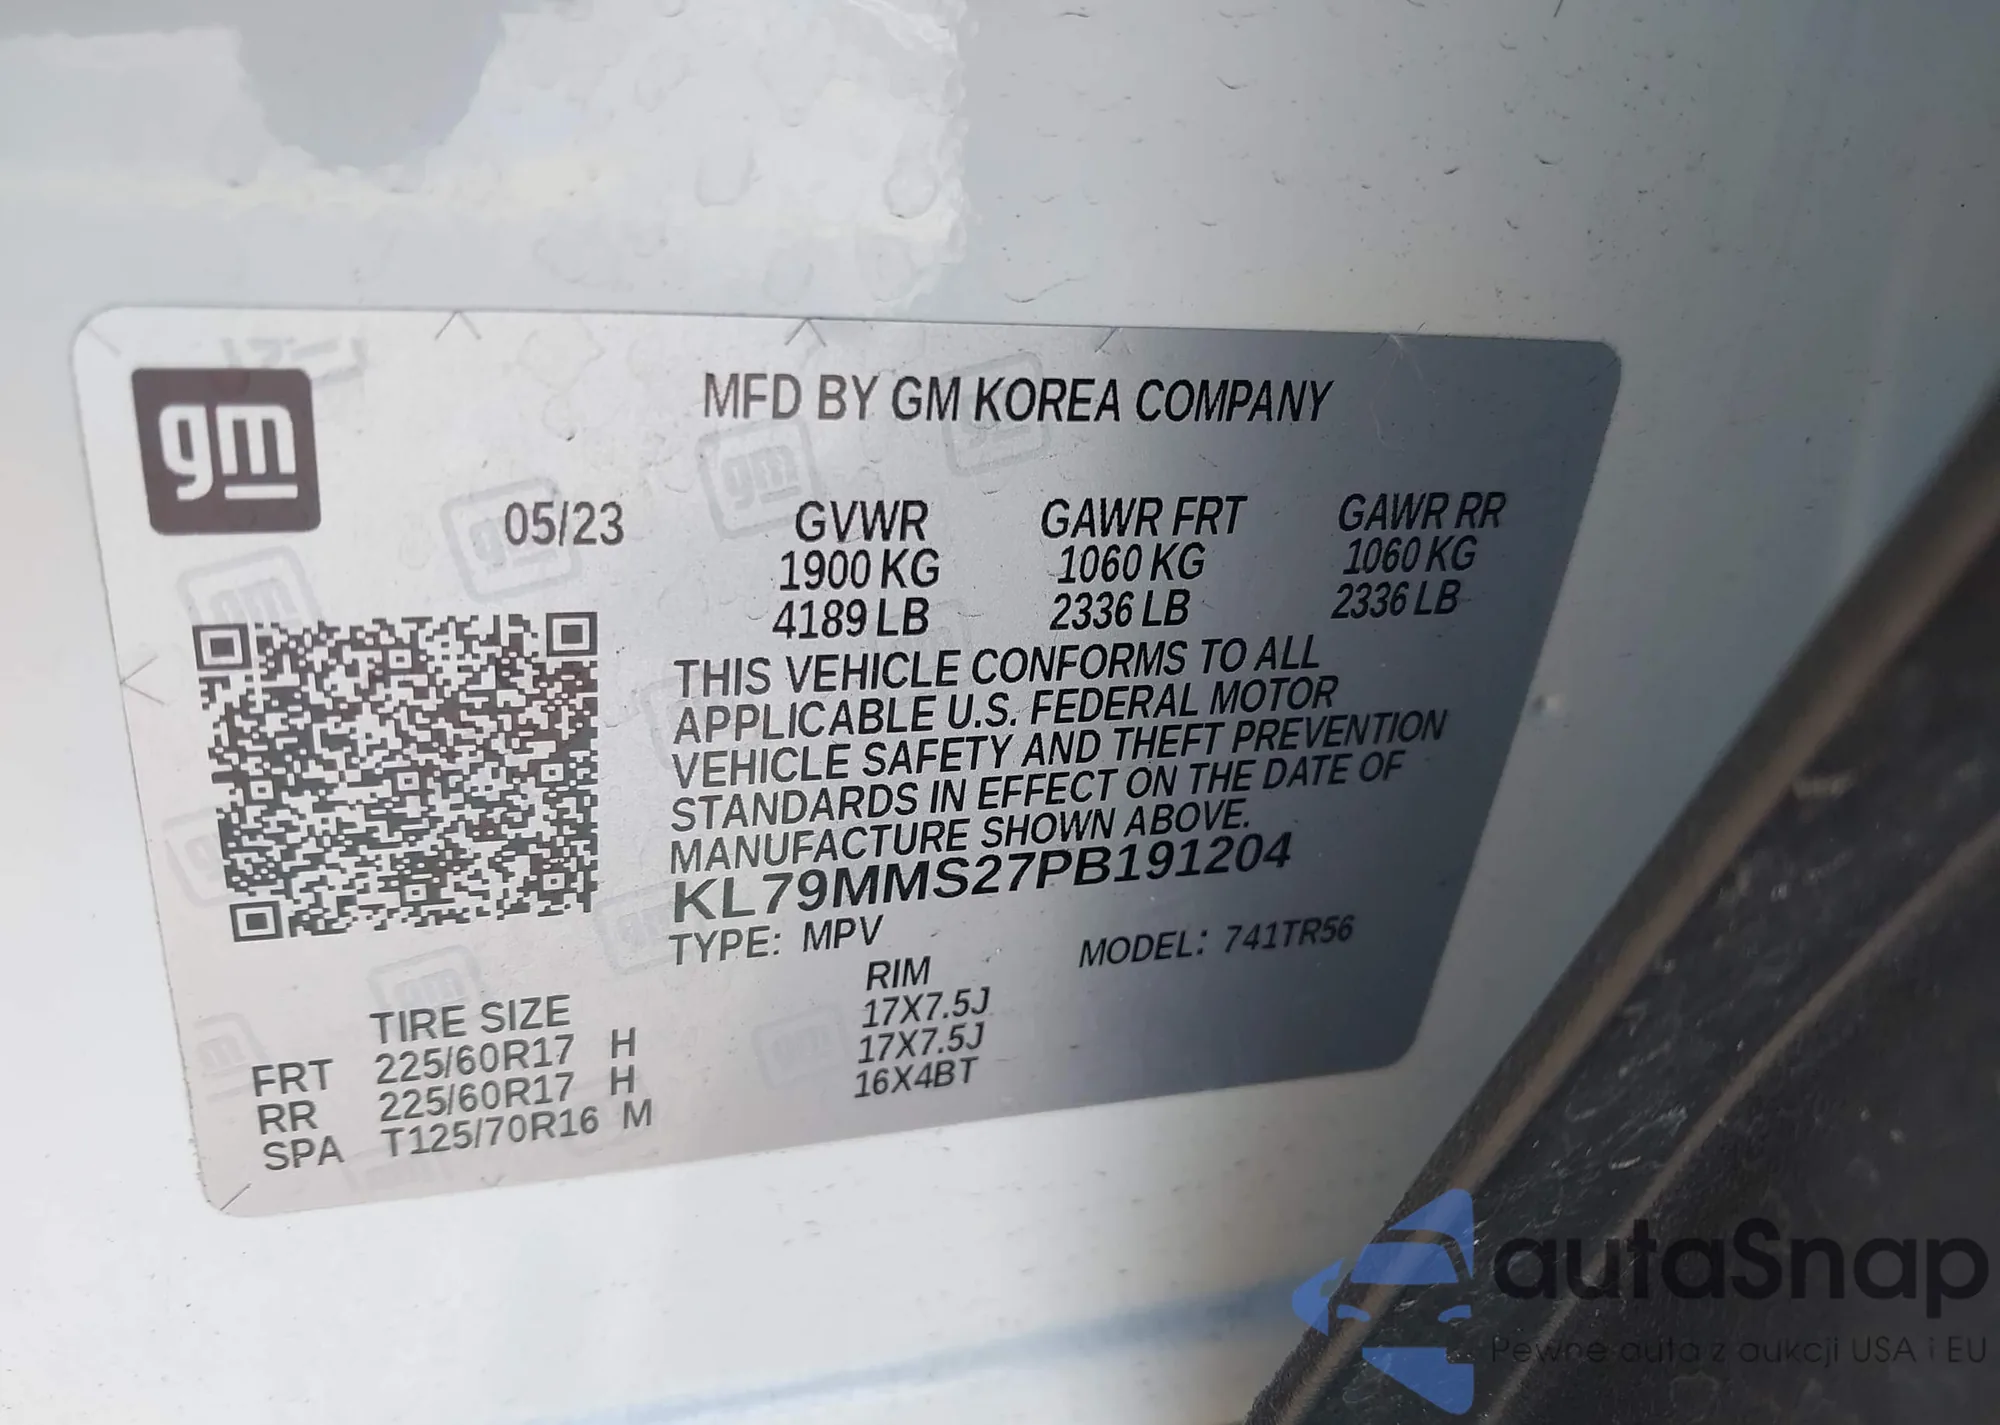 gm
MFD BY GM KOREA COMPANY
05/23
GVWR GAWR FRT GAWR RR
1900 KG 1060 KG 1060 KG
4189 LB 2336 LB 2336 LB
THIS VEHICLE CONFORMS TO ALL
APPLICABLE U.S. FEDERAL MOTOR
VEHICLE SAFETY AND THEFT PREVENTION
STANDARDS IN EFFECT ON THE DATE OF
MANUFACTURE SHOWN ABOVE.
KL79MMS27PB191204
TYPE: MPV MODEL: 741TR56
TIRE SIZE RIM
FRT 225/60R17 H 17X7.5J
RR 225/60R17 H 17X7.5J
SPA T125/70R16 M 16X4BT
autaSnap
Pewne auta z aukcji USA i EU